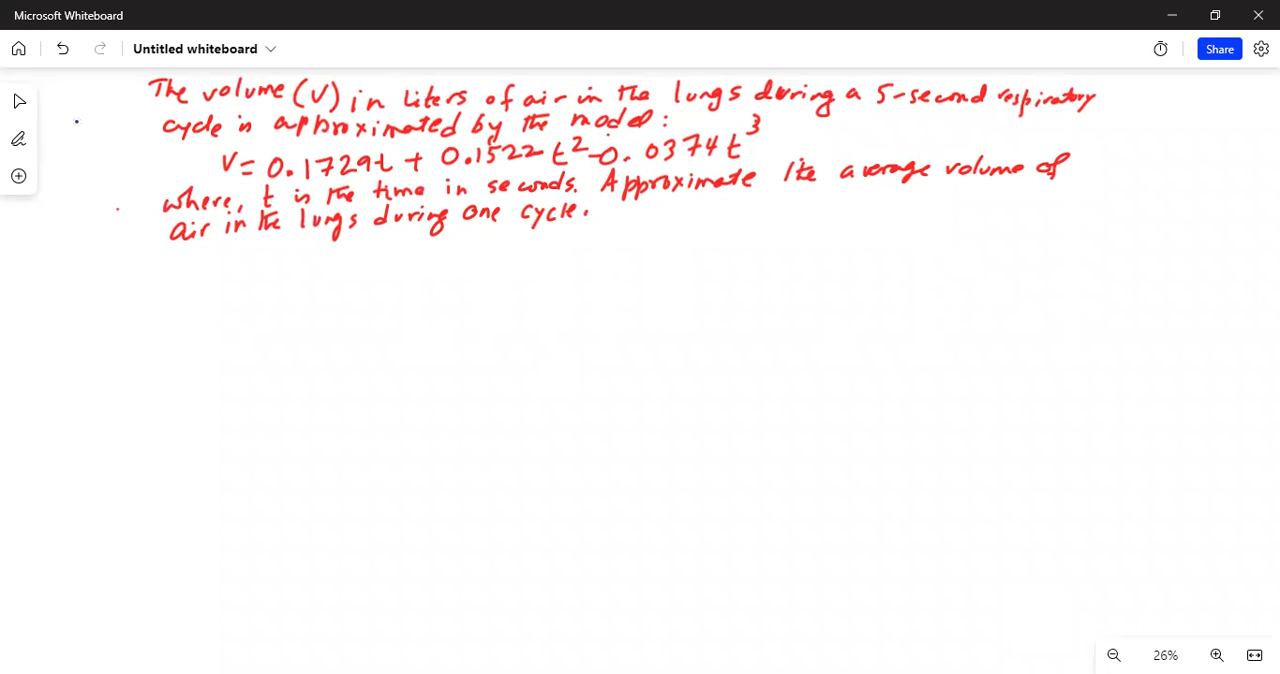 Microsoft Whiteboard
Untitled whiteboard
Share
The volume (V) in liters of air in the lungs during a 5-second respiratory
cycle is approximated by the model:
V = 0.1729t + 0.1522t² - 0.0374t³
where, t is the time in seconds. Approximate the average volume of
air in the lungs during one cycle.
26%